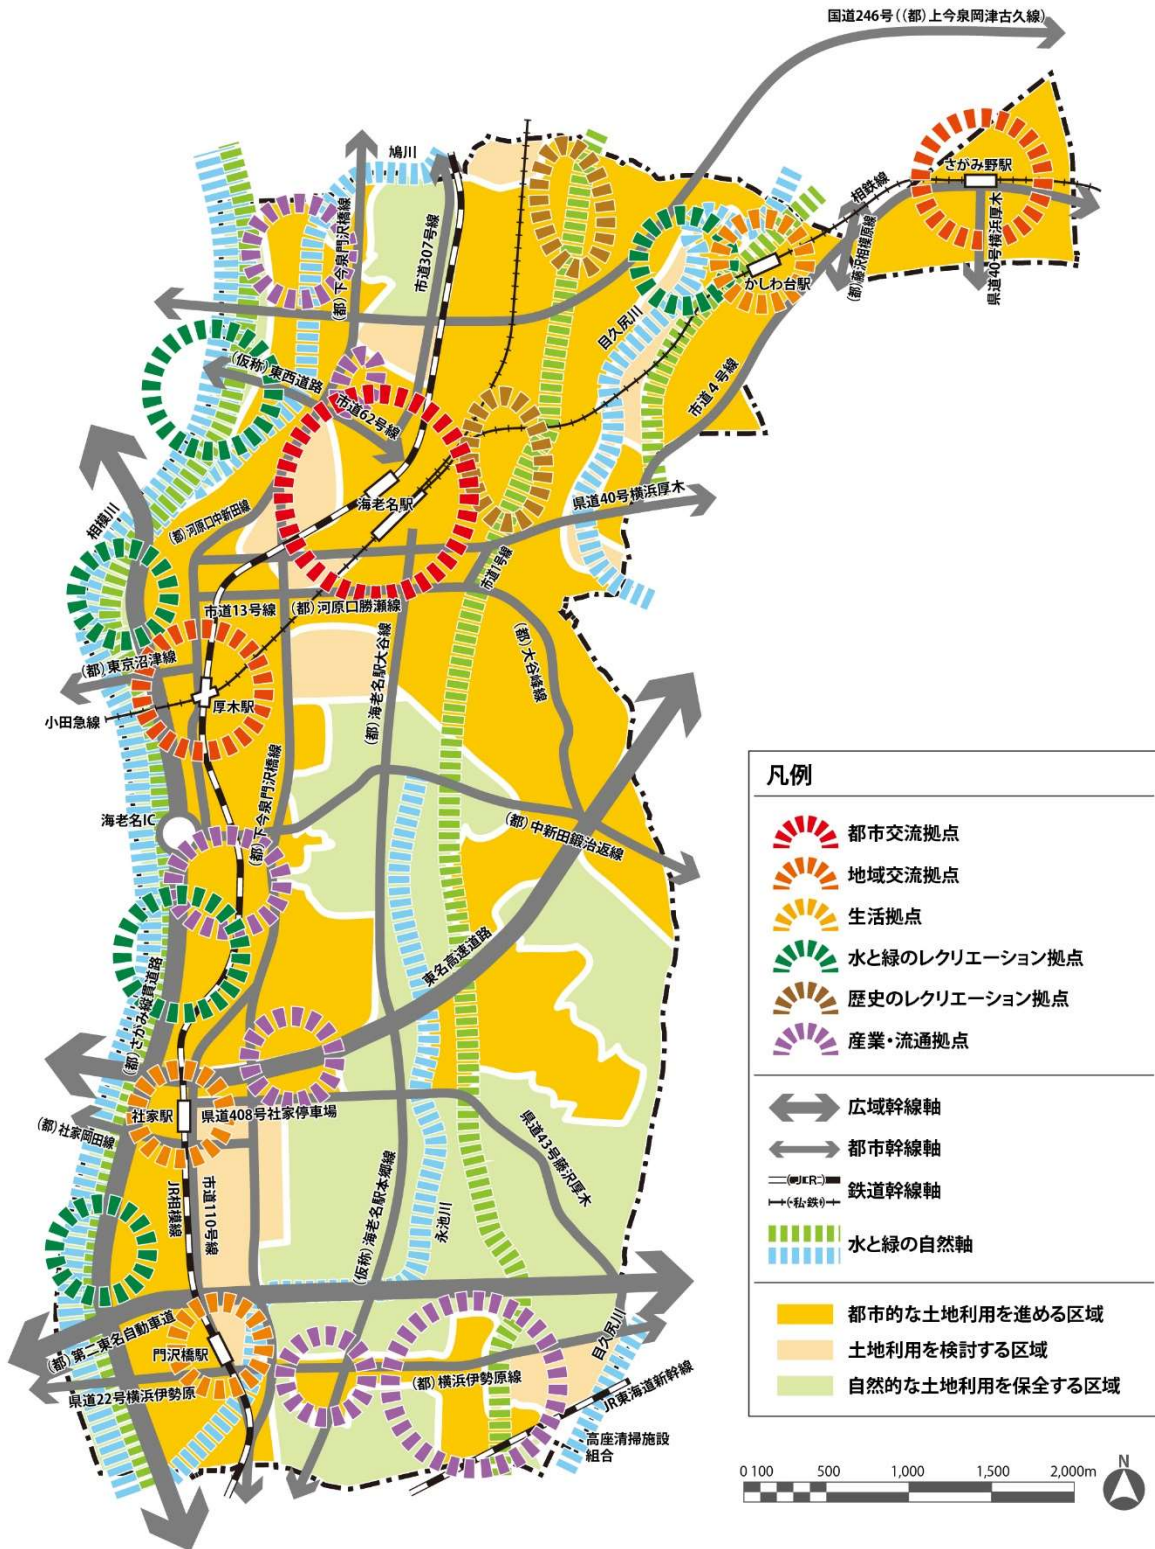 国道246号（（都）上今泉岡津古久線）
鳩川
さがみ野駅
相鉄線
（都）下今泉門沢橋線
市道307号線
かしわ台駅
（都）藤沢相模原線
県道40号横浜厚木
目久尻川
（仮称）東西道路
市道62号線
市道4号線
海老名駅
県道40号横浜厚木
相模川
（都）河原口中新田線
市道1号線
市道13号線
（都）河原口勝瀬線
（都）東京沼津線
（都）海老名駅大谷線
（都）大谷峰線
厚木駅
小田急線
海老名IC
（都）下今泉門沢橋線
（都）中新田鍛冶返線
東名高速道路
（都）さがみ縦貫道路
社家駅
県道408号社家停車場
（都）社家岡田線
県道43号藤沢厚木
JR相模線
市道110号線
（仮称）海老名駅本郷線
永池川
（都）第二東名自動車道
門沢橋駅
（都）横浜伊勢原線
目久尻川
県道22号横浜伊勢原
JR東海道新幹線
高座清掃施設
組合
凡例
都市交流拠点
地域交流拠点
生活拠点
水と緑のレクリエーション拠点
歴史のレクリエーション拠点
産業・流通拠点
広域幹線軸
都市幹線軸
（JR）
（私鉄）
鉄道幹線軸
水と緑の自然軸
都市的な土地利用を進める区域
土地利用を検討する区域
自然的な土地利用を保全する区域
0 100 500 1,000 1,500 2,000m
N